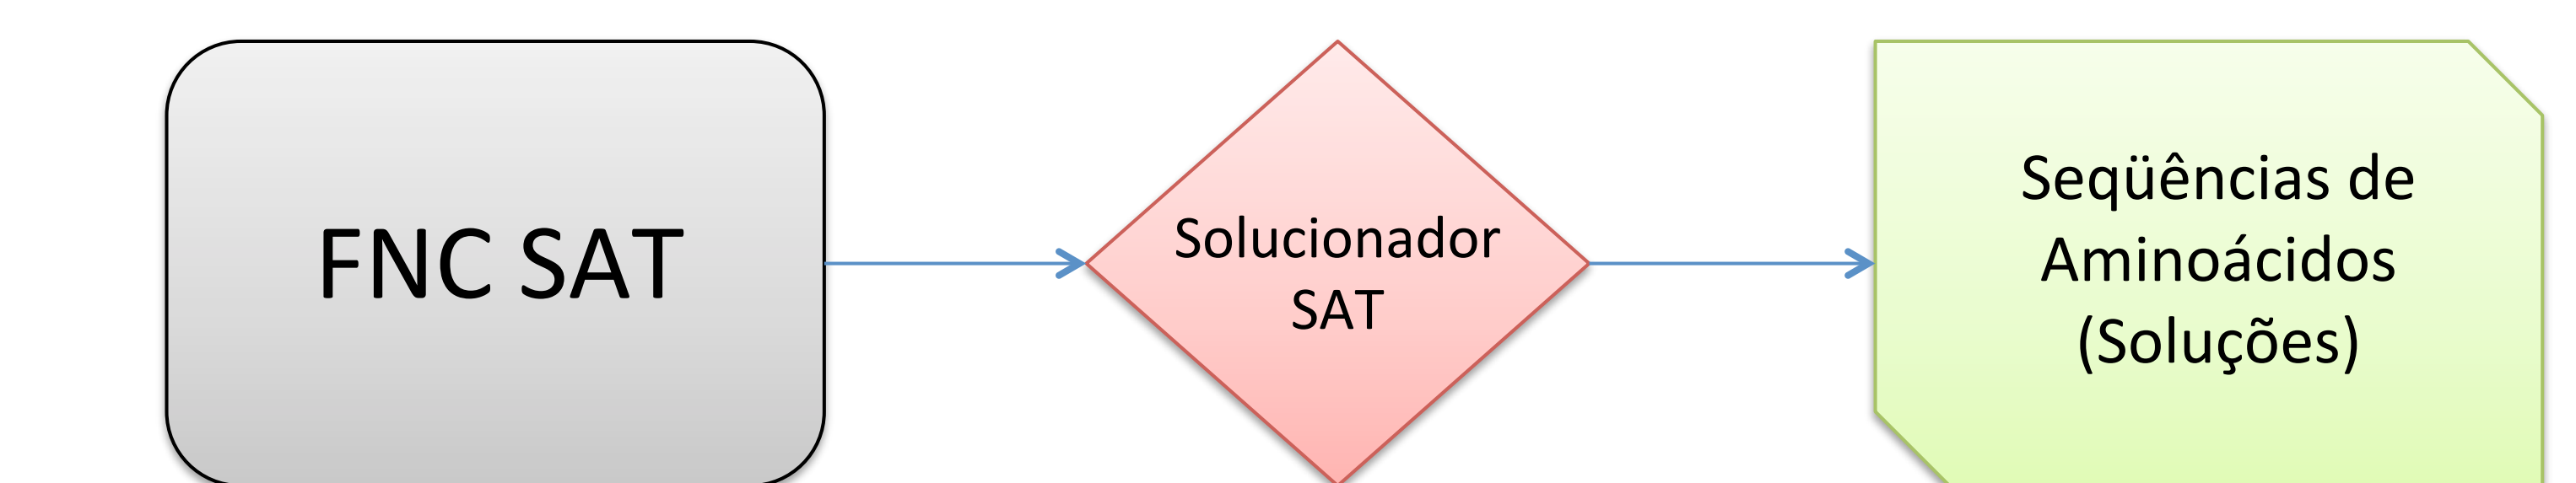 FNC SAT
Solucionador
SAT
Seqüências de
Aminoácidos
(Soluções)